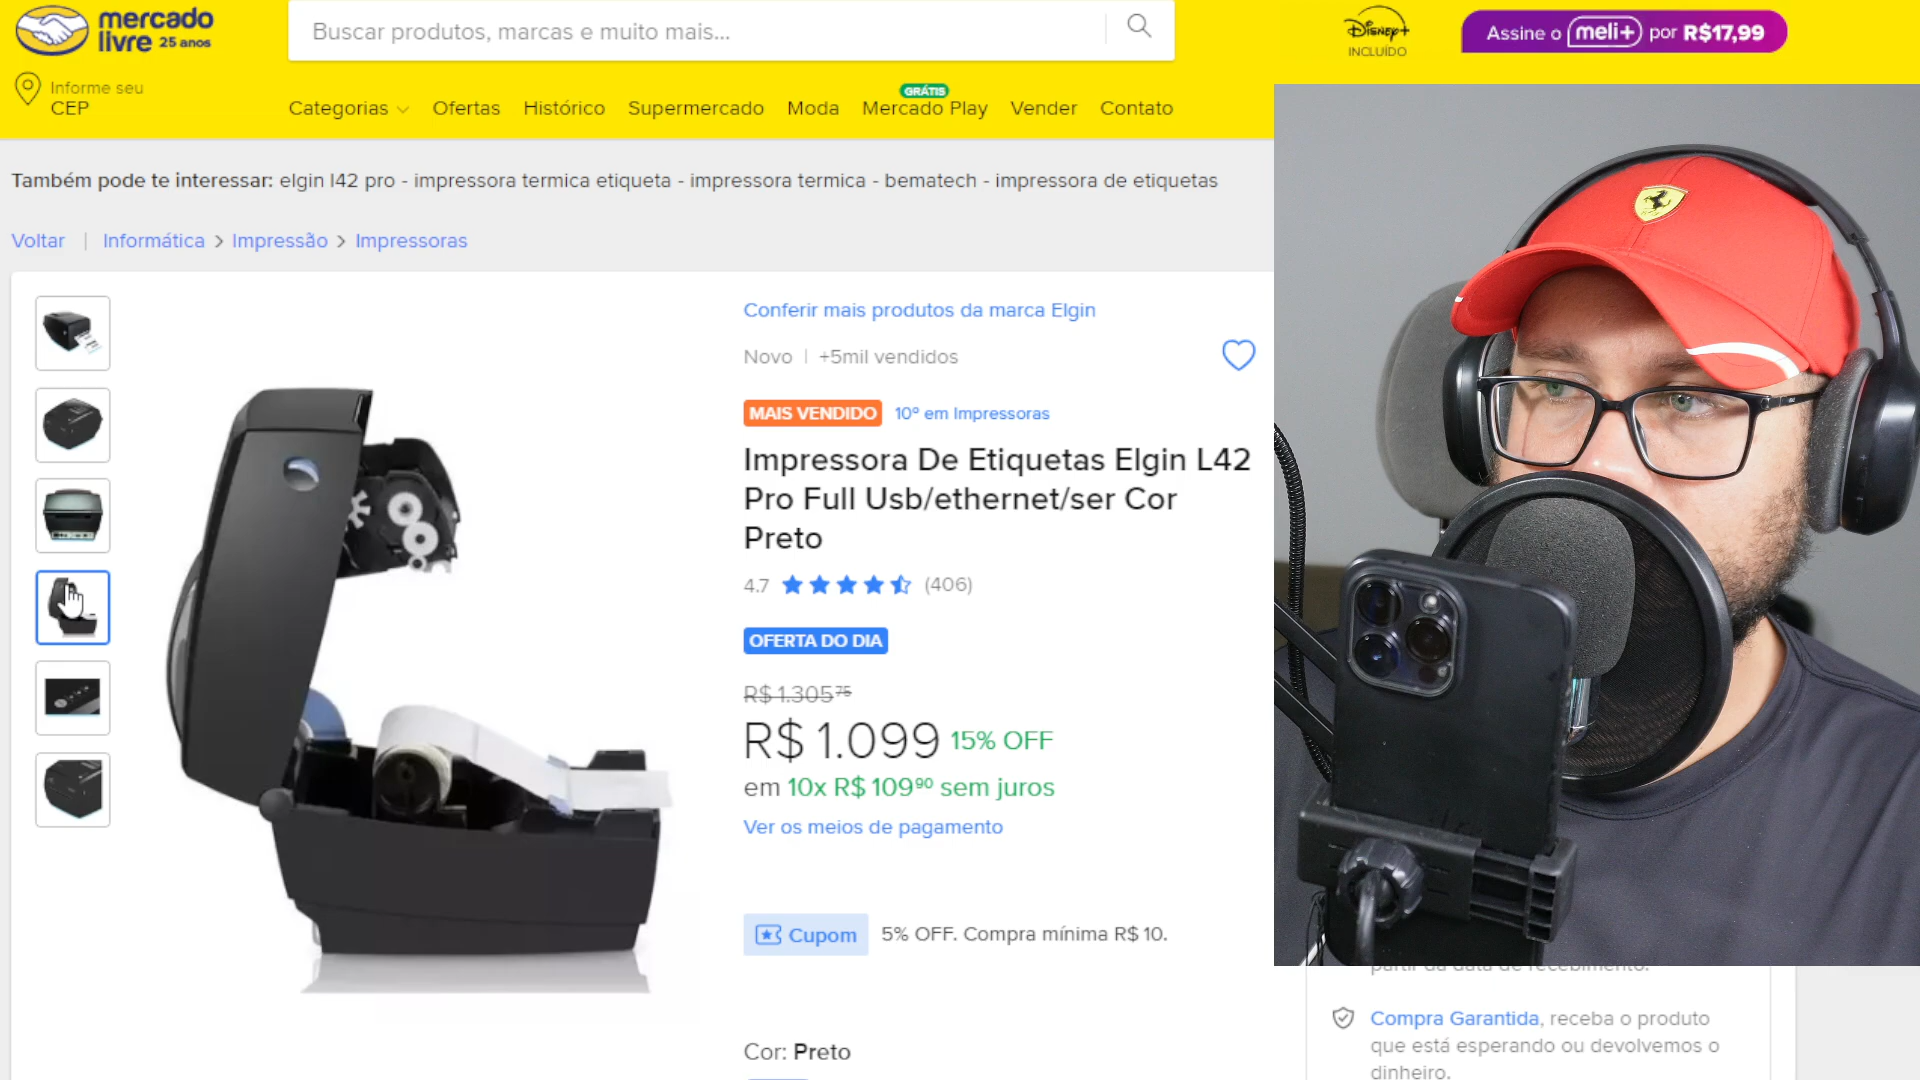 mercado
livre 25 anos
Buscar produtos, marcas e muito mais...
Disney+
INCLUÍDO
Assine o meli+ por R$17,99
Informe seu
CEP
Categorias
Ofertas
Histórico
Supermercado
Moda
GRÁTIS
Mercado Play
Vender
Contato
Também pode te interessar: elgin l42 pro - impressora termica etiqueta - impressora termica - bematech - impressora de etiquetas
Voltar | Informática > Impressão > Impressoras
Conferir mais produtos da marca Elgin
Novo | +5mil vendidos
MAIS VENDIDO 10º em Impressoras
Impressora De Etiquetas Elgin L42
Pro Full Usb/ethernet/ser Cor
Preto
4.7 (406)
OFERTA DO DIA
R$ 1.305 75
R$ 1.099 15% OFF
em 10x R$ 109 90 sem juros
Ver os meios de pagamento
Cupom 5% OFF. Compra mínima R$ 10.
Cor: Preto
partir da data de recebimento.
Compra Garantida, receba o produto
que está esperando ou devolvemos o
dinheiro.